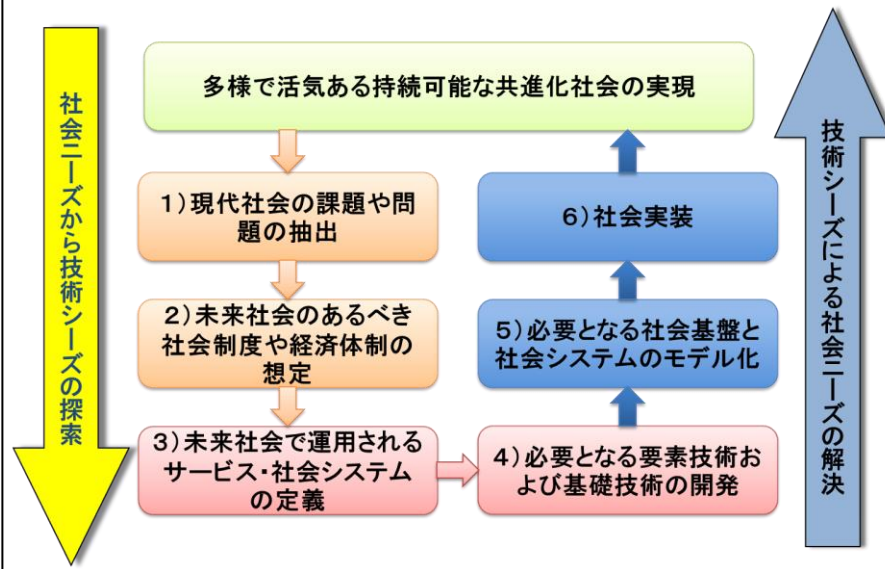 社会ニーズから技術シーズの探索
多様で活気ある持続可能な共進化社会の実現
1)現代社会の課題や問
題の抽出
2)未来社会のあるべき
社会制度や経済体制の
想定
3)未来社会で運用される
サービス・社会システム
の定義
4)必要となる要素技術お
よび基礎技術の開発
5)必要となる社会基盤と
社会システムのモデル化
6)社会実装
技術シーズによる社会ニーズの解決